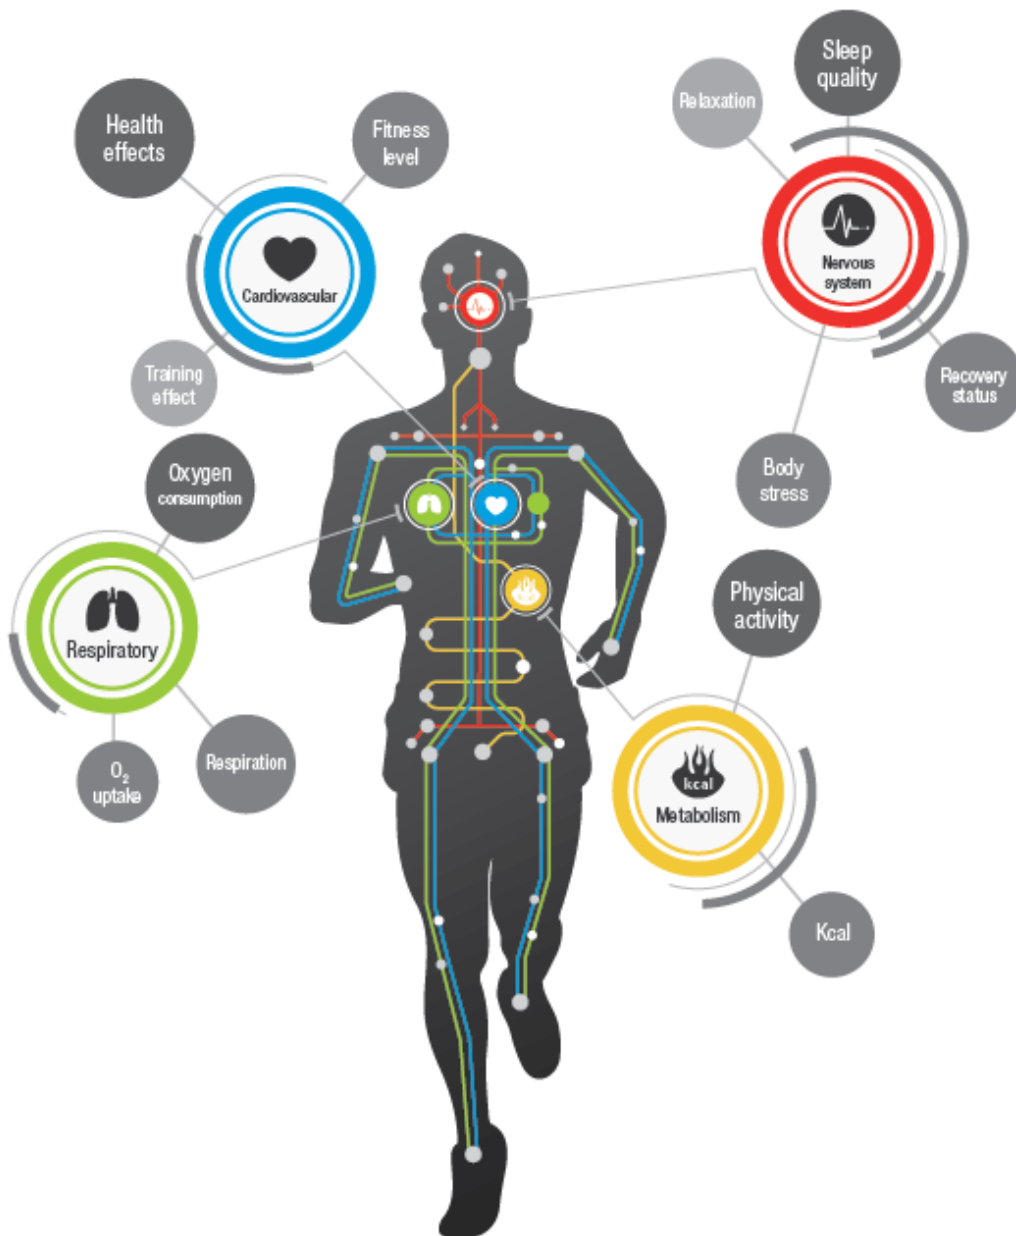 Health
effects
Fitness
level
Cardiovascular
Training
effect
Relaxation
Sleep
quality
Nervous
system
Recovery
status
Body
stress
Oxygen
consumption
Respiratory
O₂
uptake
Respiration
Physical
activity
kcal
Metabolism
Kcal